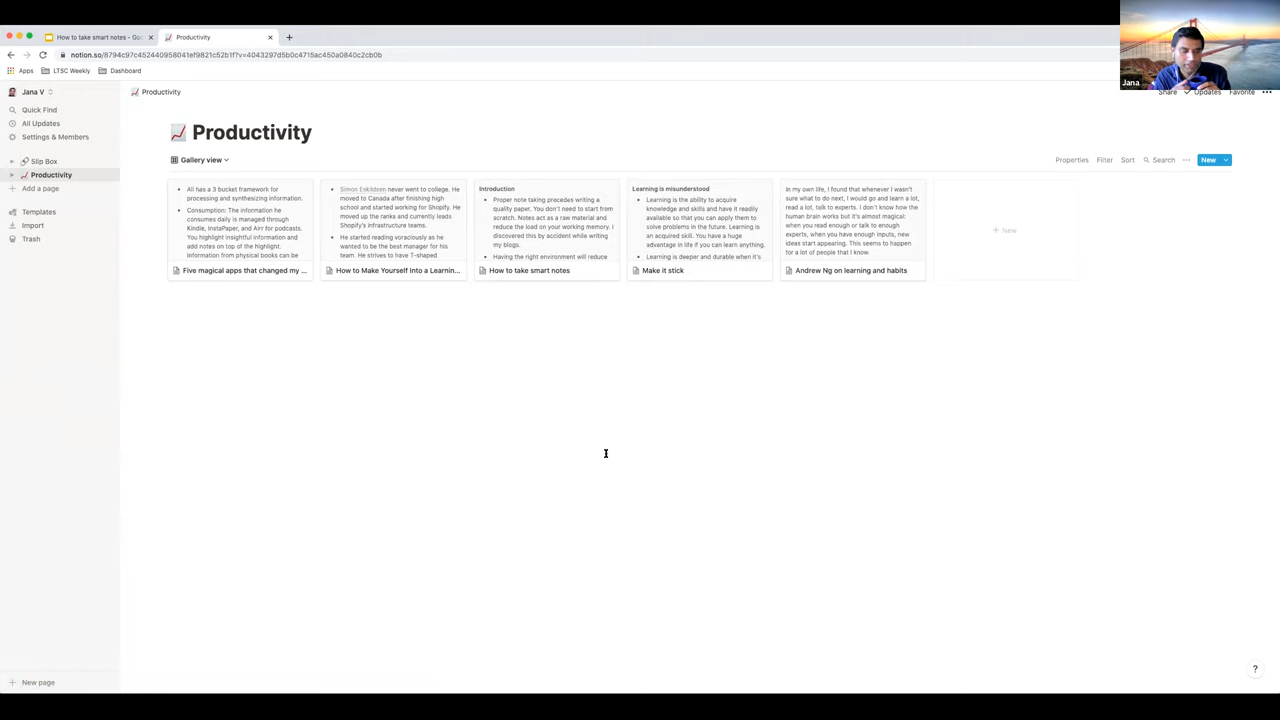 How to take smart notes - Goo
Productivity
notion.so/8794c97c452440958041ef9821c52b1f?v=4043297d5b0c4715ac450a0840c2cb0b
Apps
LTSC Weekly
Dashboard
Jana
Jana V
Productivity
Share
Updates
Favorite
Quick Find
All Updates
Settings & Members
Slip Box
Productivity
Add a page
Templates
Import
Trash
New page
Productivity
Gallery view
Properties
Filter
Sort
Search
New
• Ali has a 3 bucket framework for
processing and synthesizing information.
• Consumption: The information he
consumes daily is managed through
Kindle, InstaPaper, and Airr for podcasts.
You highlight insightful information and
add notes on top of the highlight.
Information from physical books can be
Five magical apps that changed my ...
• Simon Eskildsen never went to college. He
moved to Canada after finishing high
school and started working for Shopify. He
moved up the ranks and currently leads
Shopify's infrastructure teams.
• He started reading voraciously as he
wanted to be the best manager for his
team. He strives to have T-shaped
How to Make Yourself Into a Learnin...
Introduction
• Proper note taking precedes writing a
quality paper. You don't need to start from
scratch. Notes act as a raw material and
reduce the load on your working memory. I
discovered this by accident while writing
my blogs.
• Having the right environment will reduce
How to take smart notes
Learning is misunderstood
• Learning is the ability to acquire
knowledge and skills and have it readily
available so that you can apply them to
solve problems in the future. Learning is
an acquired skill. You have a huge
advantage in life if you can learn anything.
• Learning is deeper and durable when it's
Make it stick
In my own life, I found that whenever I wasn't
sure what to do next, I would go and learn a lot,
read a lot, talk to experts. I don't know how the
human brain works but it's almost magical:
when you read enough or talk to enough
experts, when you have enough inputs, new
ideas start appearing. This seems to happen
for a lot of people that I know.
Andrew Ng on learning and habits
+ New
?